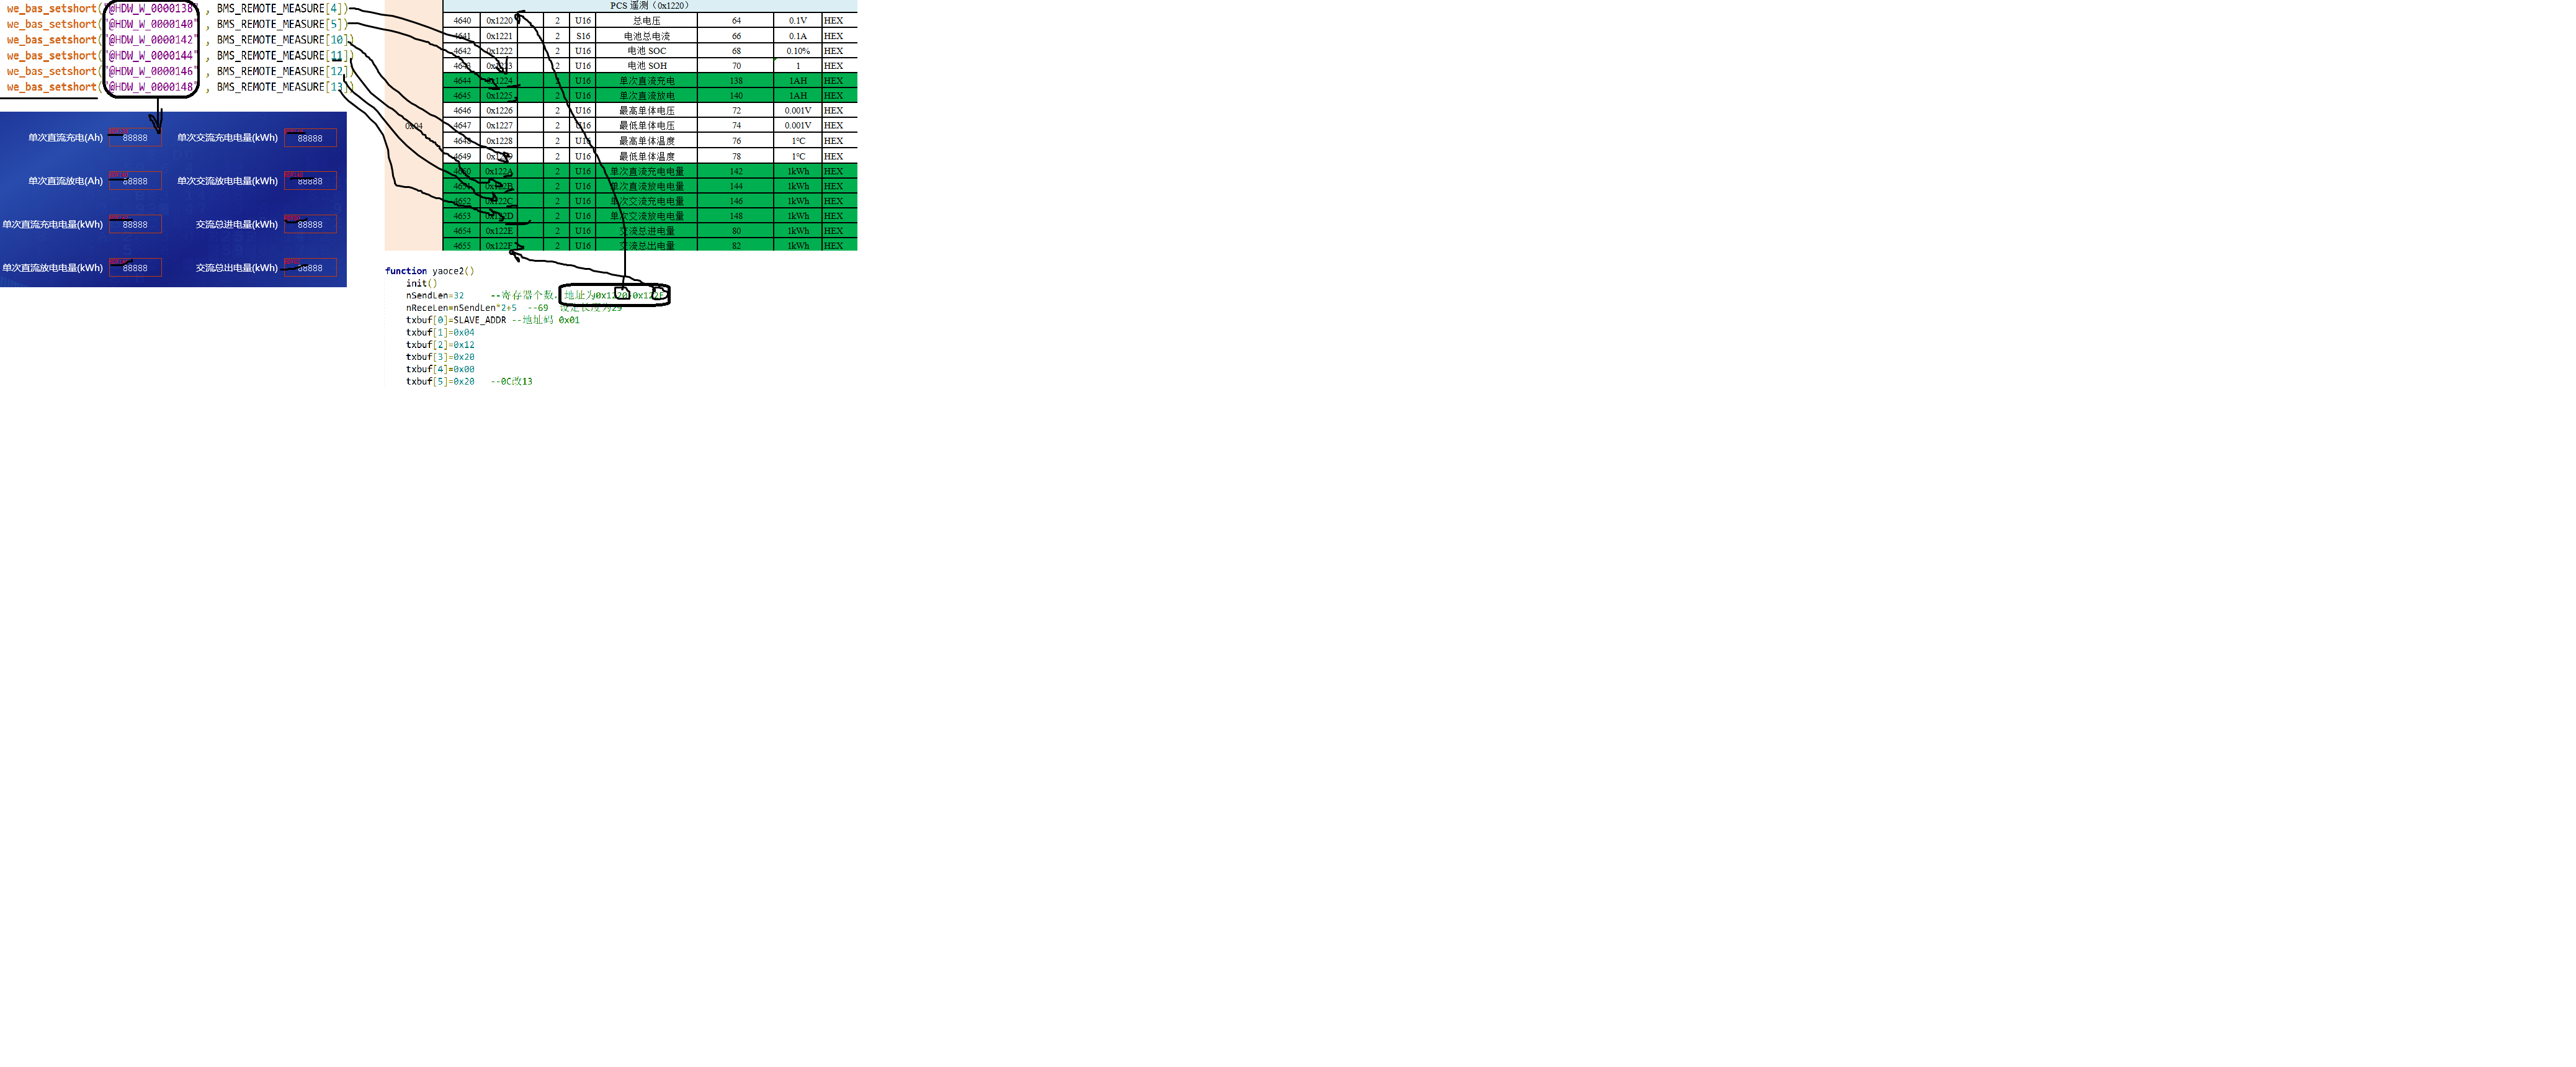 we_bas_setshort("@HDW_W_0000138" , BMS_REMOTE_MEASURE[4])
we_bas_setshort("@HDW_W_0000140" , BMS_REMOTE_MEASURE[5])
we_bas_setshort("@HDW_W_0000142" , BMS_REMOTE_MEASURE[10])
we_bas_setshort("@HDW_W_0000144" , BMS_REMOTE_MEASURE[11])
we_bas_setshort("@HDW_W_0000146" , BMS_REMOTE_MEASURE[12])
we_bas_setshort("@HDW_W_0000148" , BMS_REMOTE_MEASURE[13])
单次直流充电(Ah) 88888 单次交流充电电量(kWh) 88888
单次直流放电(Ah) 88888 单次交流放电电量(kWh) 88888
单次直流充电电量(kWh) 88888 交流总进电量(kWh) 88888
单次直流放电电量(kWh) 88888 交流总出电量(kWh) 88888
PCS 遥测（0x1220）
0x04
4640 0x1220 2 U16 总电压 64 0.1V HEX
4641 0x1221 2 S16 电池总电流 66 0.1A HEX
4642 0x1222 2 U16 电池 SOC 68 0.10% HEX
4643 0x1223 2 U16 电池 SOH 70 1 HEX
4644 0x1224 2 U16 单次直流充电 138 1AH HEX
4645 0x1225 2 U16 单次直流放电 140 1AH HEX
4646 0x1226 2 U16 最高单体电压 72 0.001V HEX
4647 0x1227 2 U16 最低单体电压 74 0.001V HEX
4648 0x1228 2 U16 最高单体温度 76 1℃ HEX
4649 0x1229 2 U16 最低单体温度 78 1℃ HEX
4650 0x122A 2 U16 单次直流充电电量 142 1kWh HEX
4651 0x122B 2 U16 单次直流放电电量 144 1kWh HEX
4652 0x122C 2 U16 单次交流充电电量 146 1kWh HEX
4653 0x122D 2 U16 单次交流放电电量 148 1kWh HEX
4654 0x122E 2 U16 交流总进电量 80 1kWh HEX
4655 0x122F 2 U16 交流总出电量 82 1kWh HEX
function yaoce2()
init()
nSendLen=32 --寄存器个数，地址为0x1220-0x122F
nReceLen=nSendLen*2+5 --69 设定长度为29
txbuf[0]=SLAVE_ADDR --地址码 0x01
txbuf[1]=0x04
txbuf[2]=0x12
txbuf[3]=0x20
txbuf[4]=0x00
txbuf[5]=0x20 --0C改13